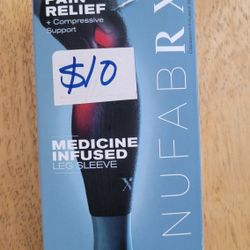 PAIN
RELIEF
+ Compressive
Support
$10
MEDICINE
INFUSED
LEG SLEEVE
X
NUFABRX